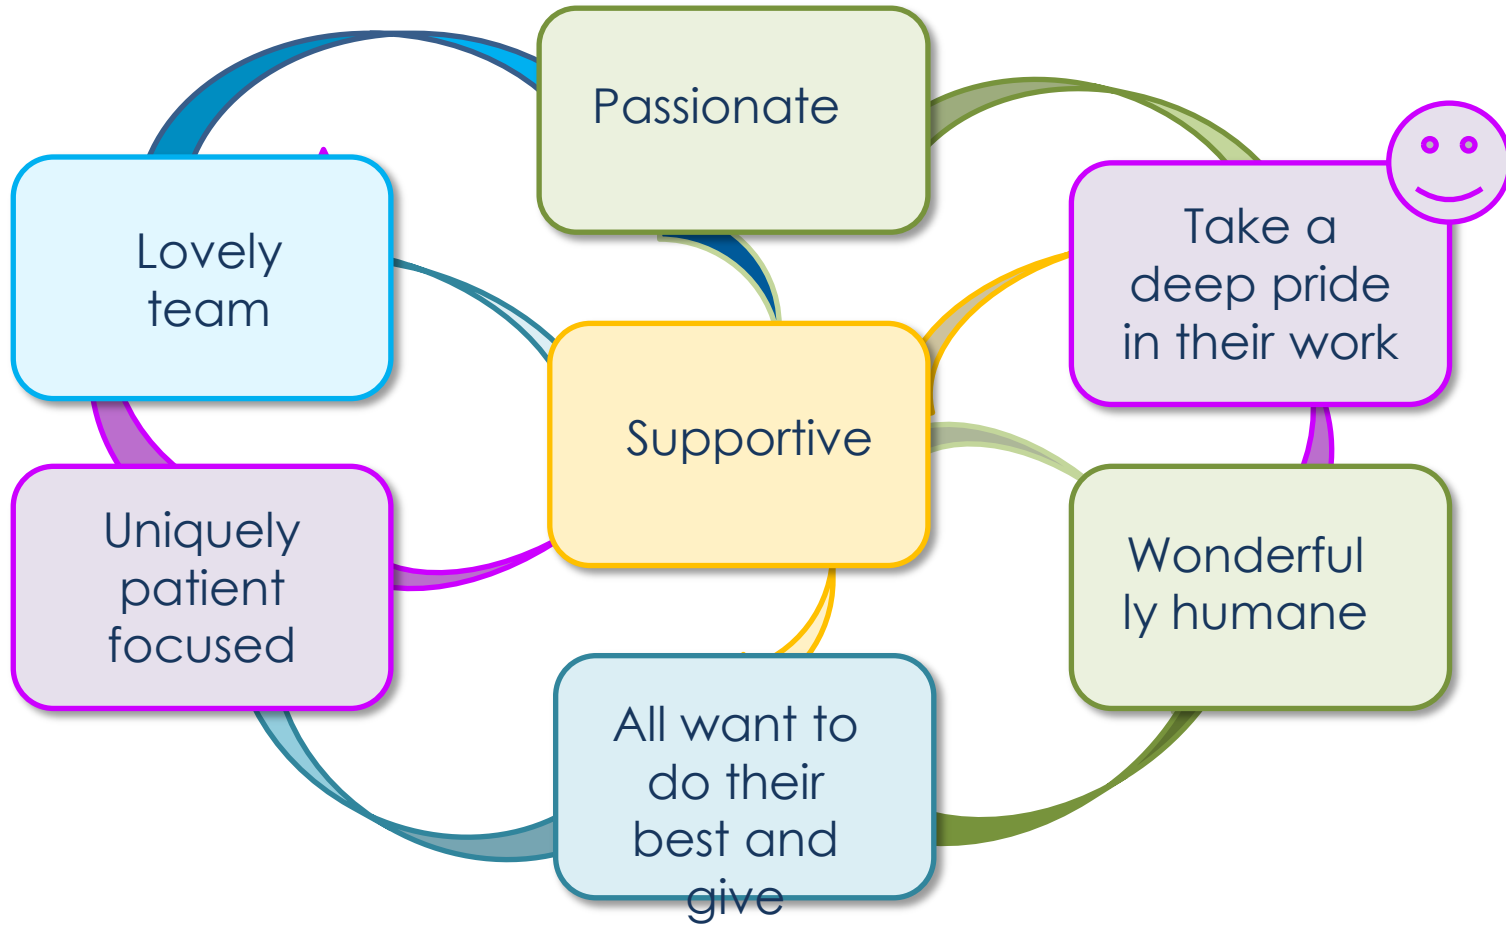 Passionate
Lovely
team
Take a
deep pride
in their work
Supportive
Uniquely
patient
focused
Wonderful
ly humane
All want to
do their
best and
give